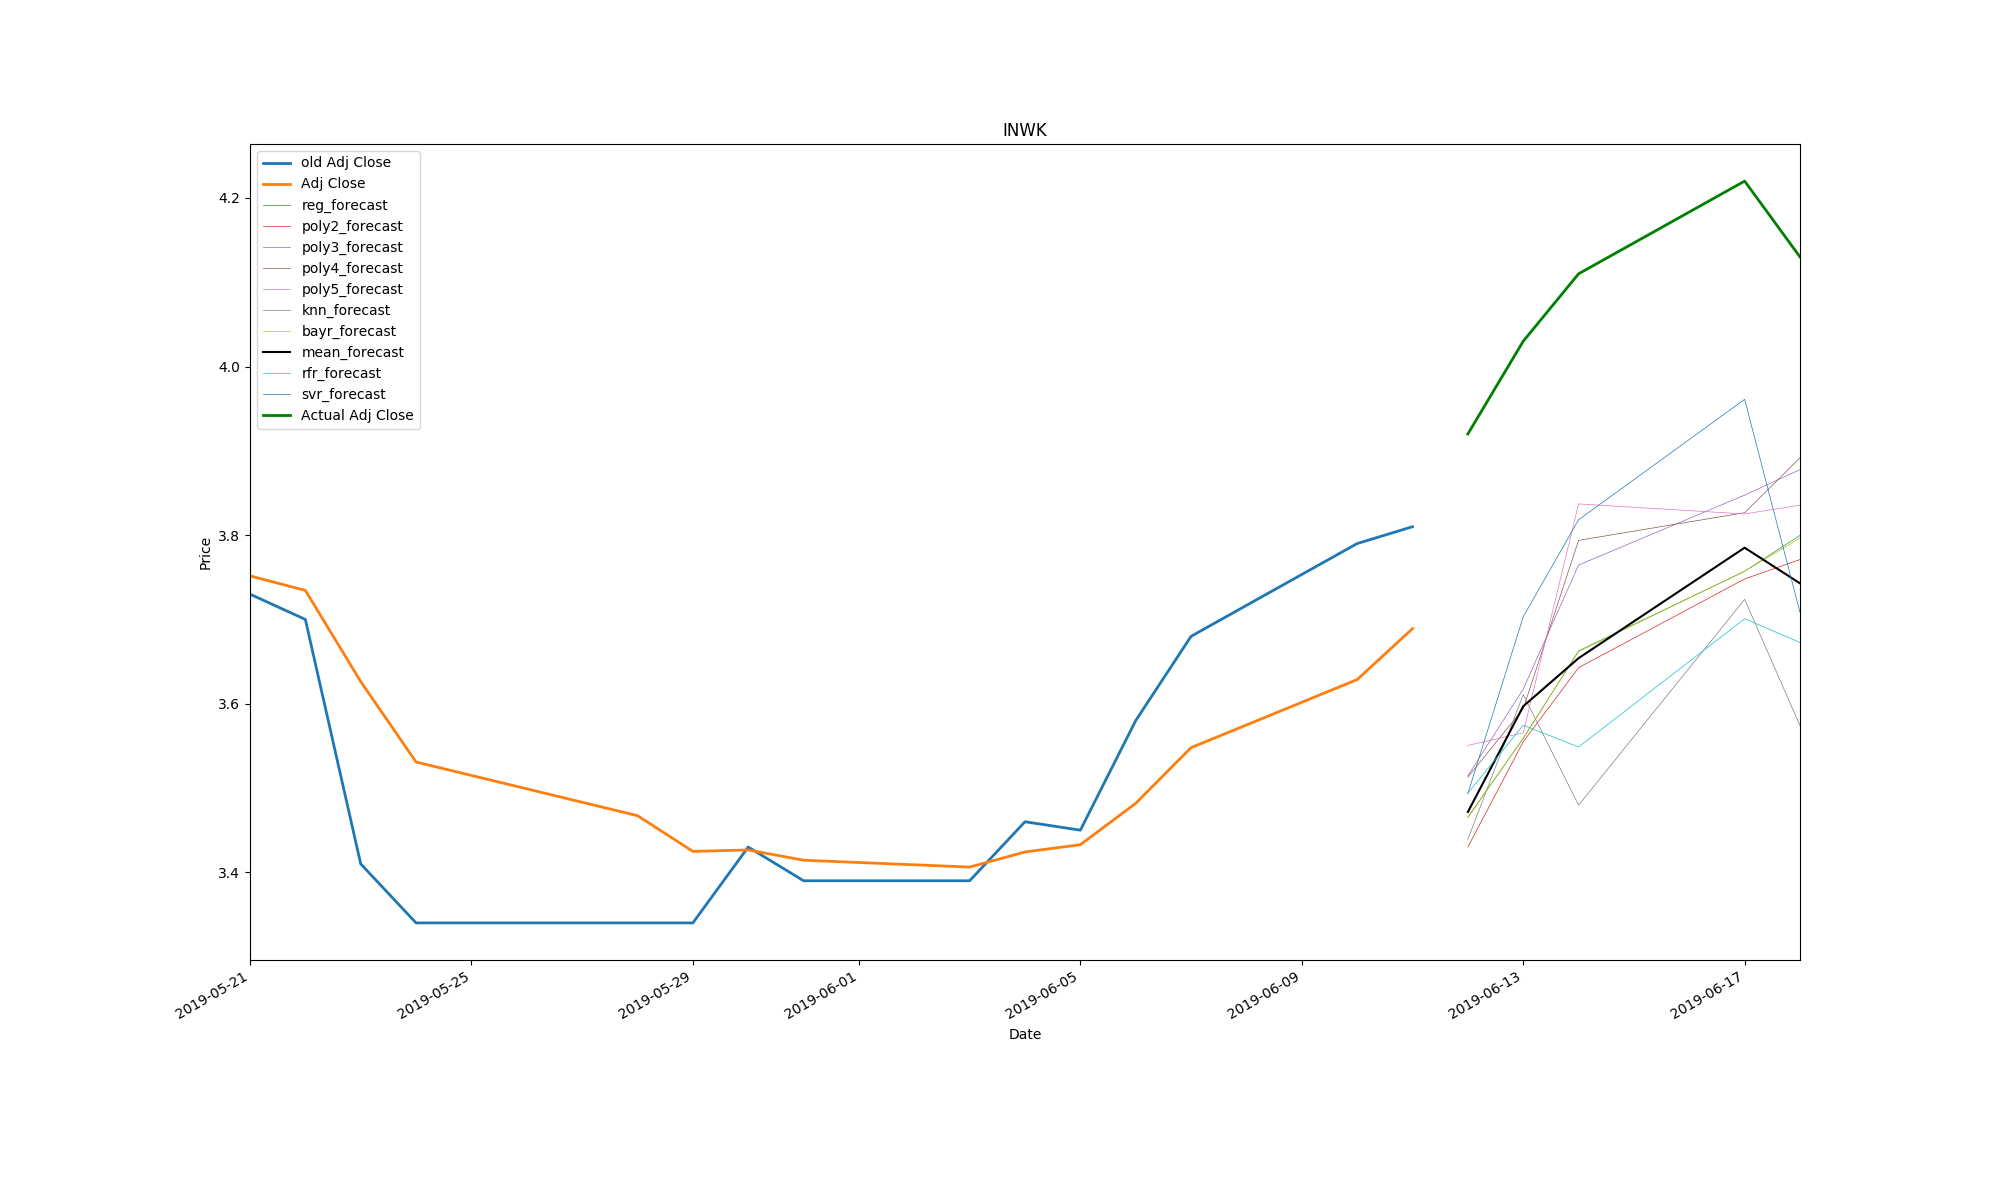 INWK
old Adj Close
Adj Close
reg_forecast
poly2_forecast
poly3_forecast
poly4_forecast
poly5_forecast
knn_forecast
bayr_forecast
mean_forecast
rfr_forecast
svr_forecast
Actual Adj Close
4.2
4.0
3.8
3.6
3.4
Price
2019-05-21
2019-05-25
2019-05-29
2019-06-01
2019-06-05
2019-06-09
2019-06-13
2019-06-17
Date